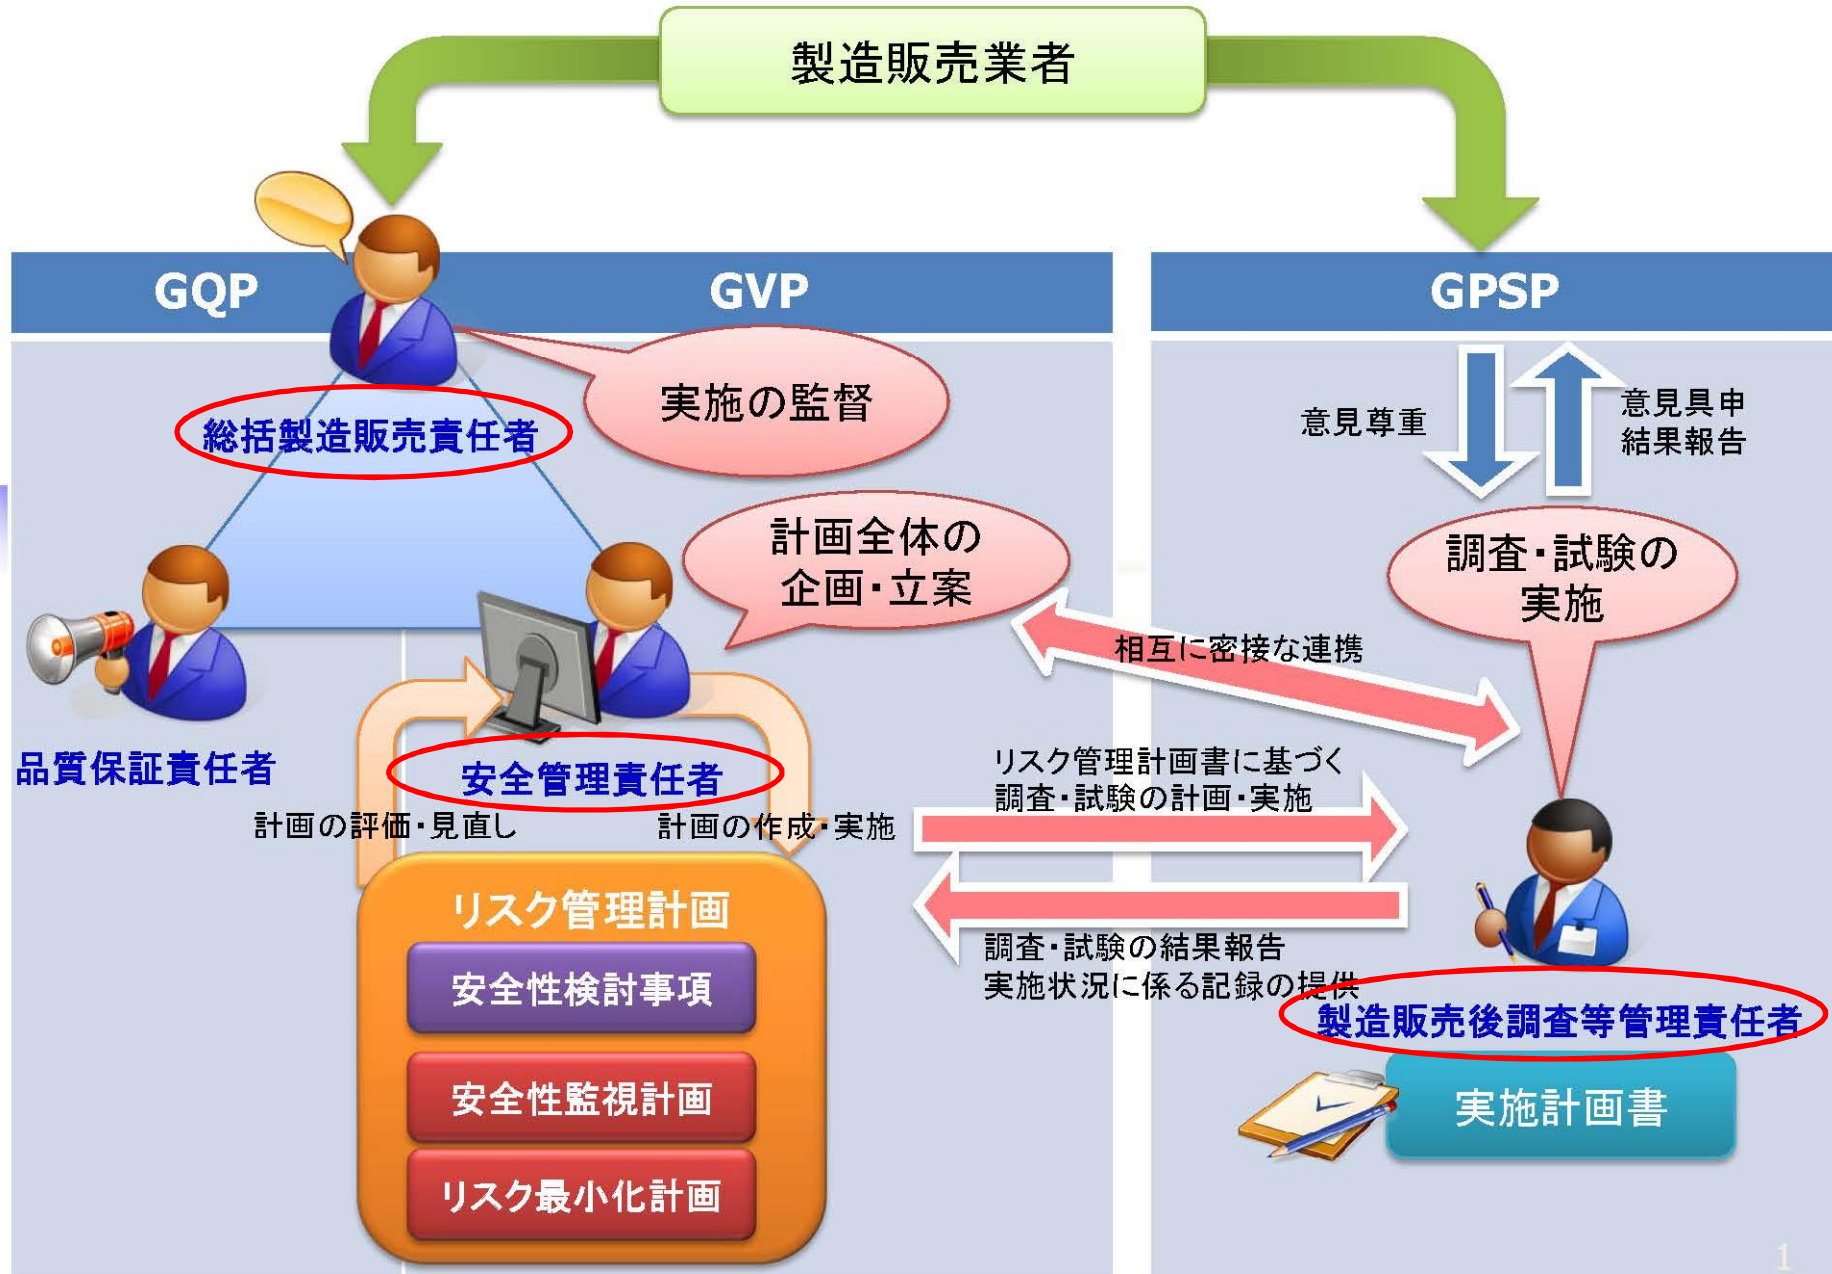 製造販売業者
GQP
GVP
GPSP
実施の監督
総括製造販売責任者
意見尊重
意見具申
結果報告
計画全体の
企画・立案
調査・試験の
実施
相互に密接な連携
品質保証責任者
安全管理責任者
計画の評価・見直し
計画の作成・実施
リスク管理計画書に基づく
調査・試験の計画・実施
リスク管理計画
安全性検討事項
安全性監視計画
リスク最小化計画
調査・試験の結果報告
実施状況に係る記録の提供
製造販売後調査等管理責任者
実施計画書
1